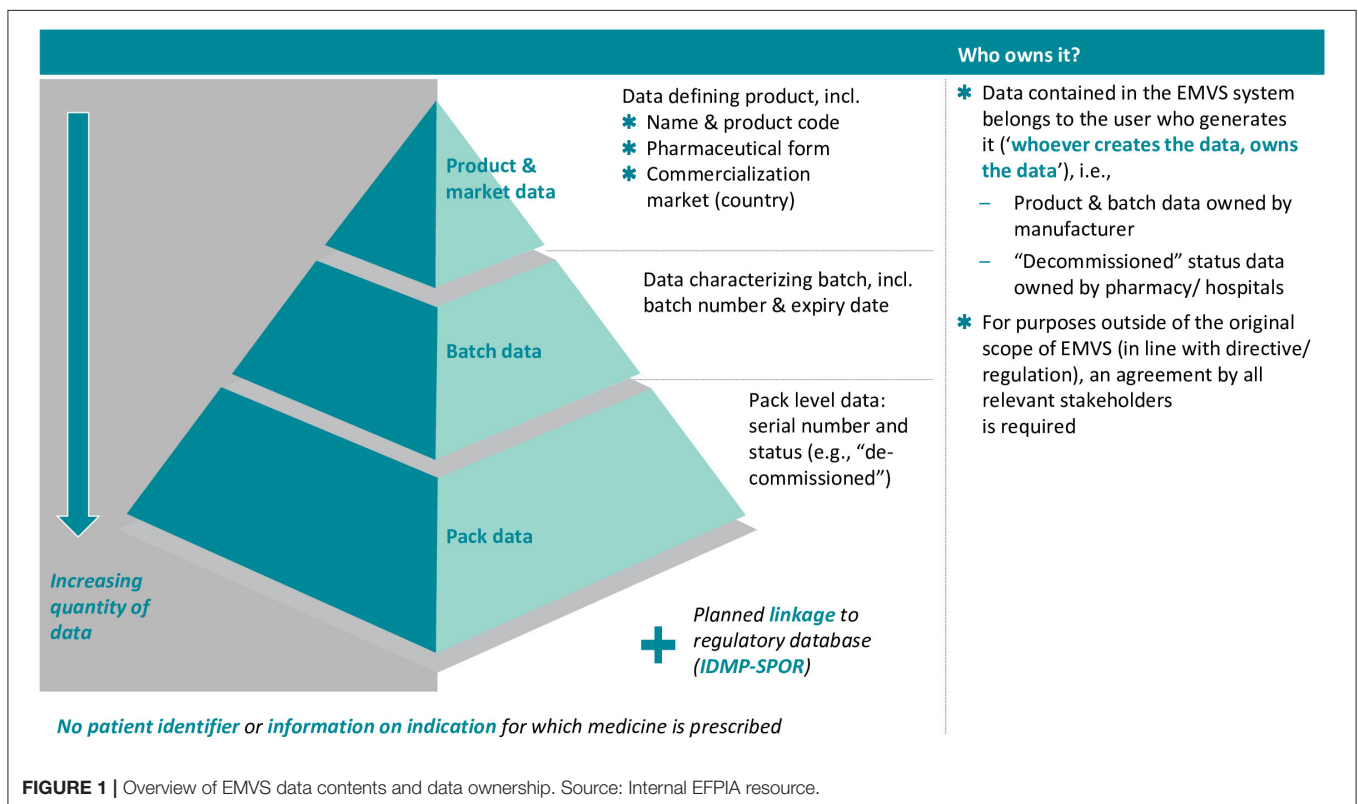 Who owns it?
Increasing
quantity of
data
Product &
market data
Batch data
Pack data
Data defining product, incl.
✱ Name & product code
✱ Pharmaceutical form
✱ Commercialization
market (country)
Data characterizing batch, incl.
batch number & expiry date
Pack level data:
serial number and
status (e.g., “de-
commissioned”)
+
Planned linkage to
regulatory database
(IDMP-SPOR)
✱ Data contained in the EMVS system
belongs to the user who generates
it (‘whoever creates the data, owns
the data’), i.e.,
– Product & batch data owned by
manufacturer
– “Decommissioned” status data
owned by pharmacy/ hospitals
✱ For purposes outside of the original
scope of EMVS (in line with directive/
regulation), an agreement by all
relevant stakeholders
is required
No patient identifier or information on indication for which medicine is prescribed
FIGURE 1 | Overview of EMVS data contents and data ownership. Source: Internal EFPIA resource.